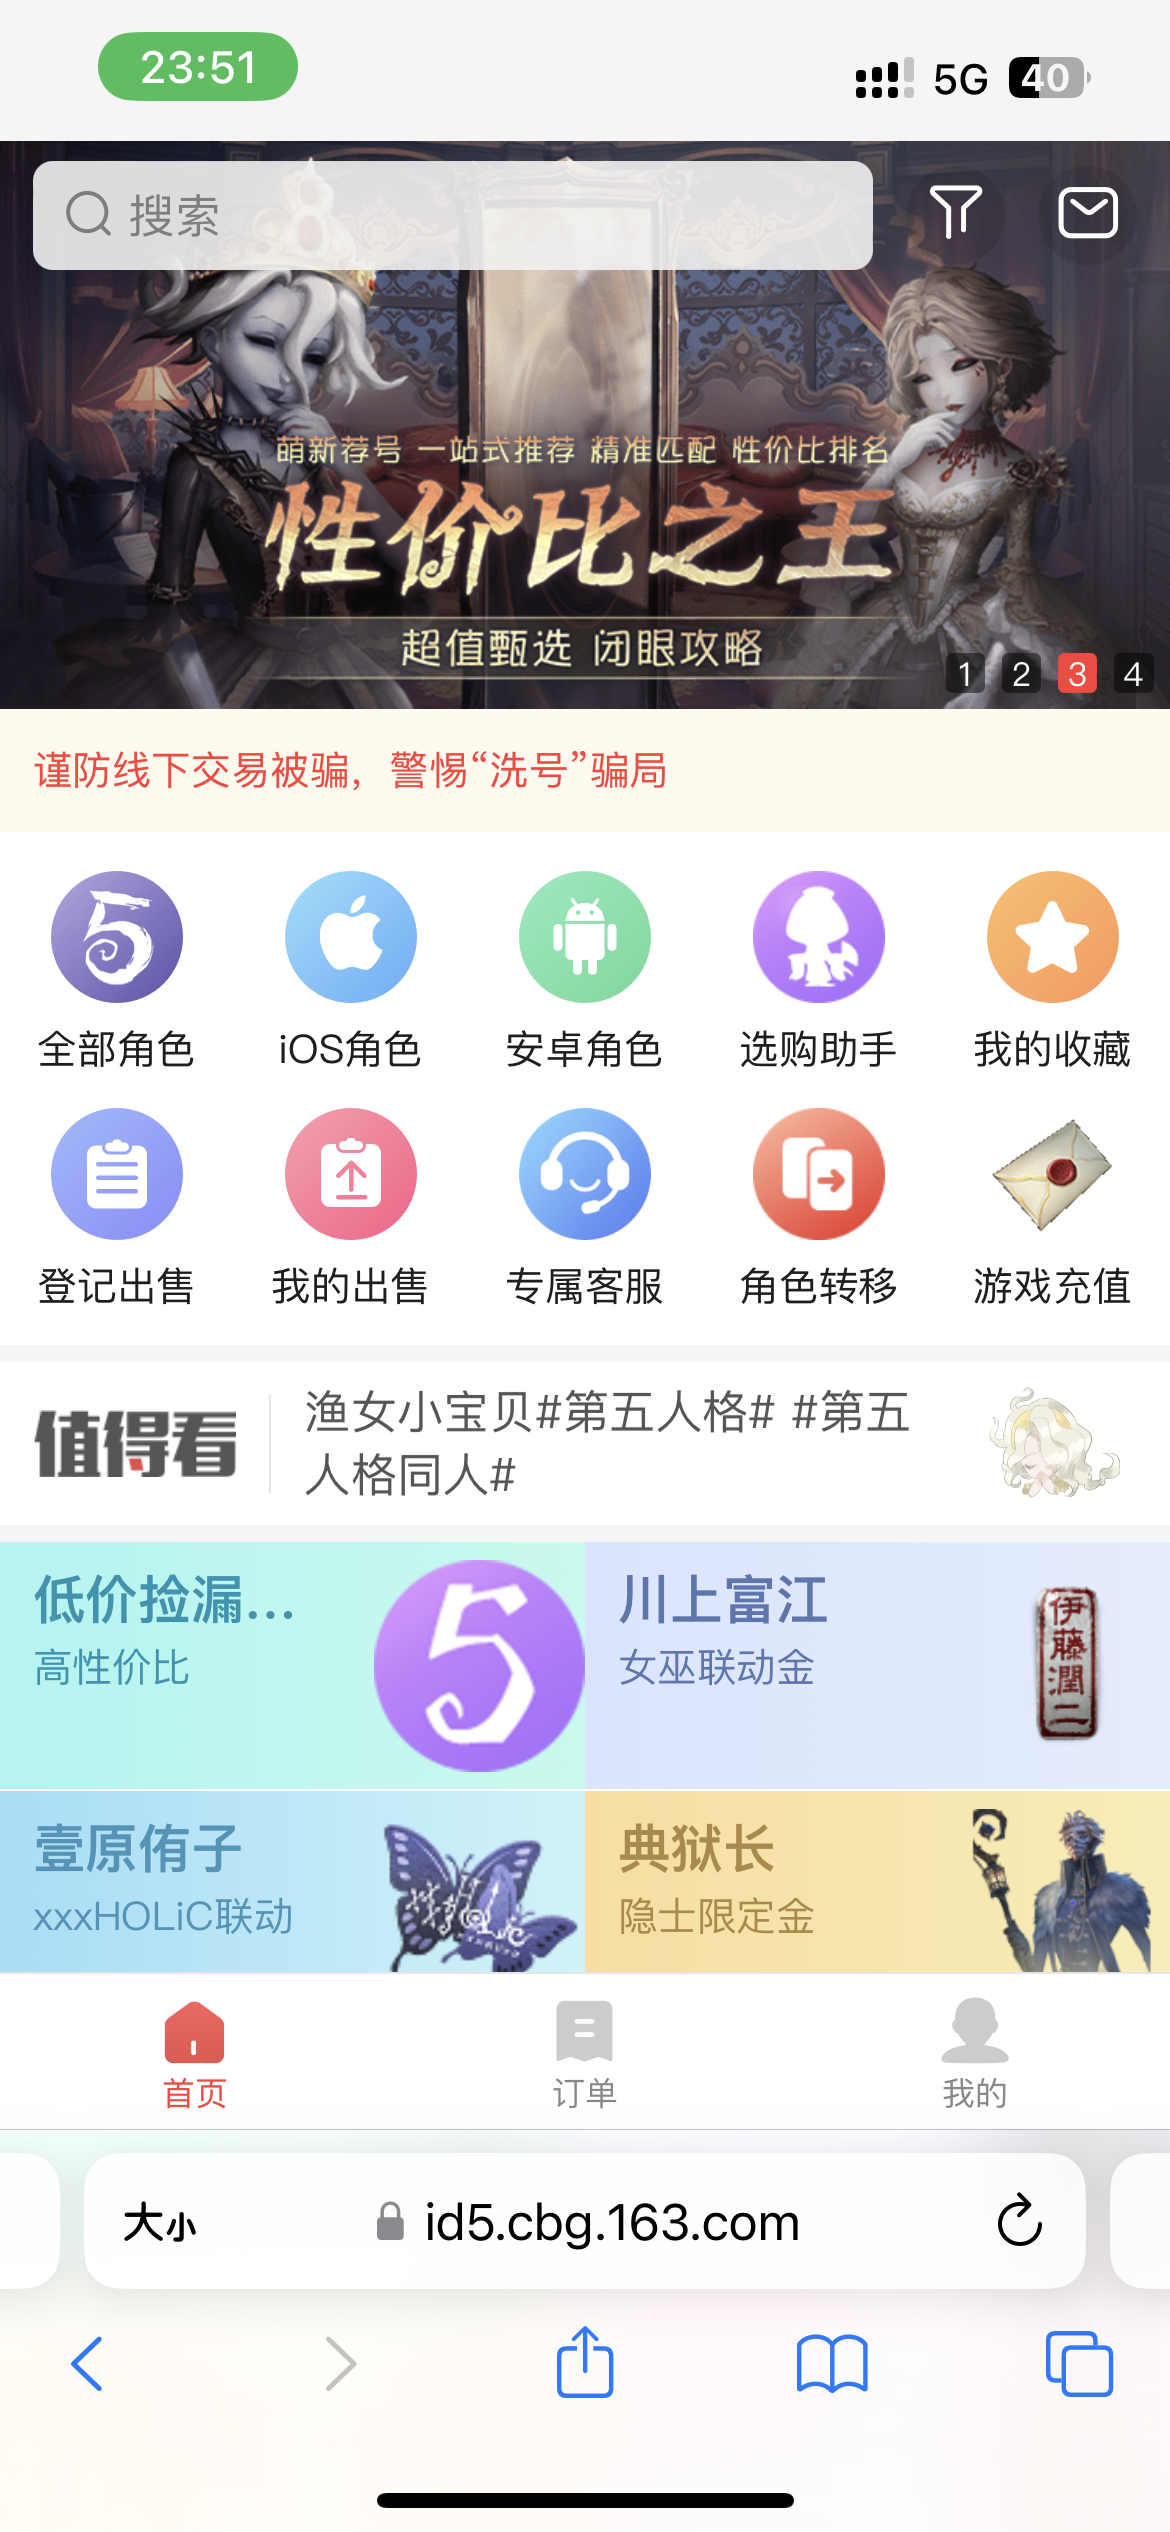 23:51
5G
40
搜索
萌新荐号 一站式推荐 精准匹配 性价比排名
性价比之王
超值甄选 闭眼攻略
1 2 3 4
谨防线下交易被骗，警惕“洗号”骗局
全部角色 iOS角色 安卓角色 选购助手 我的收藏
登记出售 我的出售 专属客服 角色转移 游戏充值
值得看
渔女小宝贝#第五人格# #第五
人格同人#
低价捡漏...
高性价比
5
川上富江
女巫联动金
伊藤潤二
壹原侑子
xxxHOLiC联动
典狱长
隐士限定金
首页 订单 我的
大小
id5.cbg.163.com